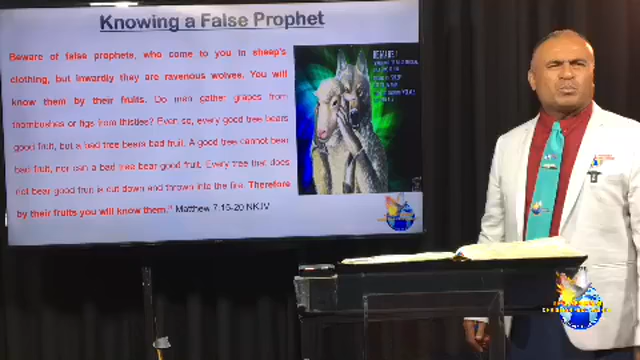 Knowing a False Prophet
Beware of false prophets, who come to you in sheep's
clothing, but inwardly they are ravenous wolves. You will
know them by their fruits. Do men gather grapes from
thornbushes or figs from thistles? Even so, every good tree bears
good fruit, but a bad tree bears bad fruit. A good tree cannot bear
bad fruit, nor can a bad tree bear good fruit. Every tree that does
not bear good fruit is cut down and thrown into the fire. Therefore
by their fruits you will know them." Matthew 7:15-20 NKJV
BEWARE!